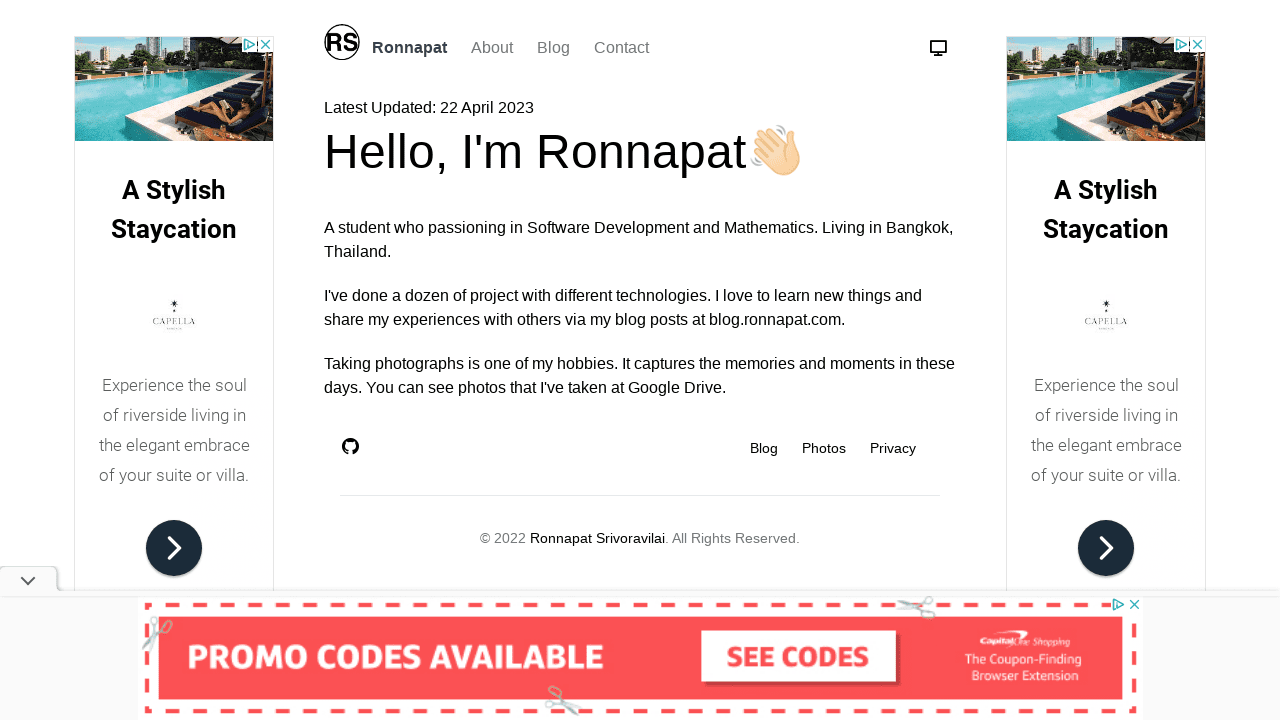 RS
Ronnapat
About
Blog
Contact
Latest Updated: 22 April 2023
Hello, I'm Ronnapat👋🏻
A student who passioning in Software Development and Mathematics. Living in Bangkok,
Thailand.
I've done a dozen of project with different technologies. I love to learn new things and
share my experiences with others via my blog posts at blog.ronnapat.com.
Taking photographs is one of my hobbies. It captures the memories and moments in these
days. You can see photos that I've taken at Google Drive.
Blog
Photos
Privacy
© 2022 Ronnapat Srivoravilai. All Rights Reserved.
A Stylish
Staycation
CAPELLA
Experience the soul
of riverside living in
the elegant embrace
of your suite or villa.
A Stylish
Staycation
CAPELLA
Experience the soul
of riverside living in
the elegant embrace
of your suite or villa.
PROMO CODES AVAILABLE
SEE CODES
Capital One Shopping
The Coupon-Finding
Browser Extension